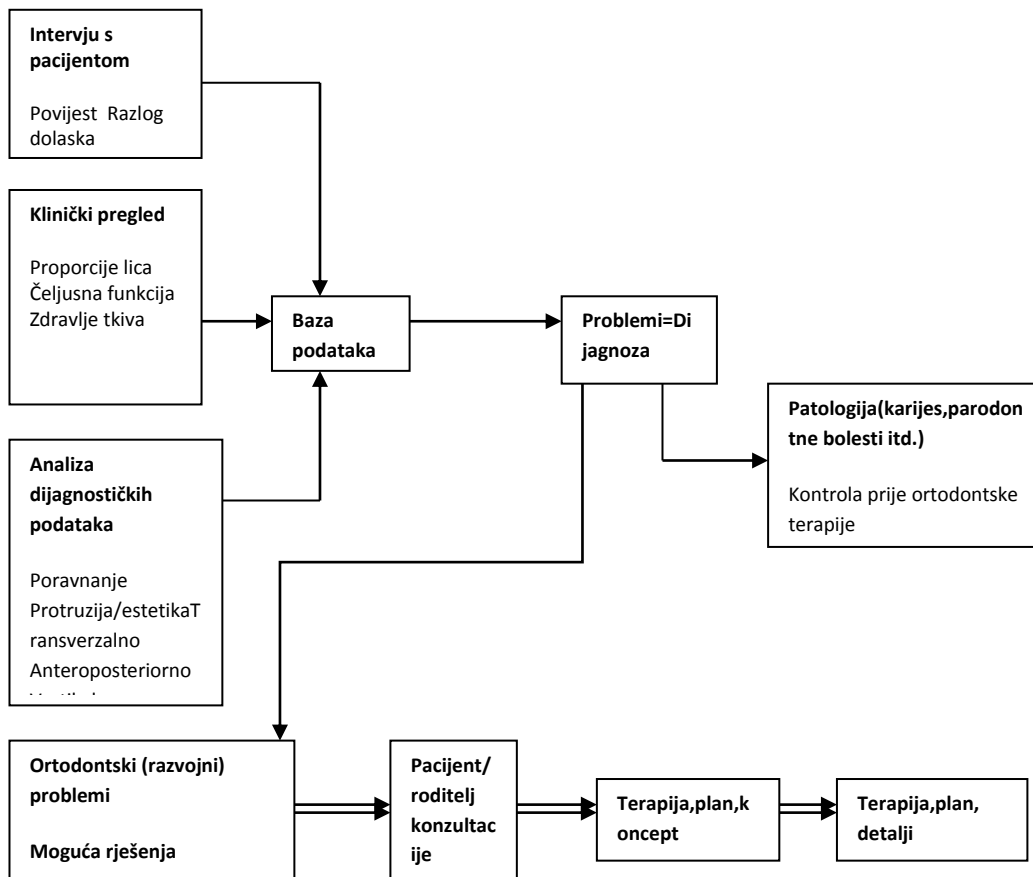 Intervju s
pacijentom
Povijest  Razlog
dolaska
Klinički pregled
Proporcije lica
Čeljusna funkcija
Zdravlje tkiva
Baza
podataka
Problemi=Di
jagnoza
Patologija(karijes,parodon
tne bolesti itd.)
Kontrola prije ortodontske
terapije
Analiza
dijagnostičkih
podataka
Poravnanje
Protruzija/estetikaT
ransverzalno
Anteroposteriorno
Ortodontski (razvojni)
problemi
Moguća rješenja
Pacijent/
roditelj
konzultac
ije
Terapija,plan,k
oncept
Terapija,plan,
detalji